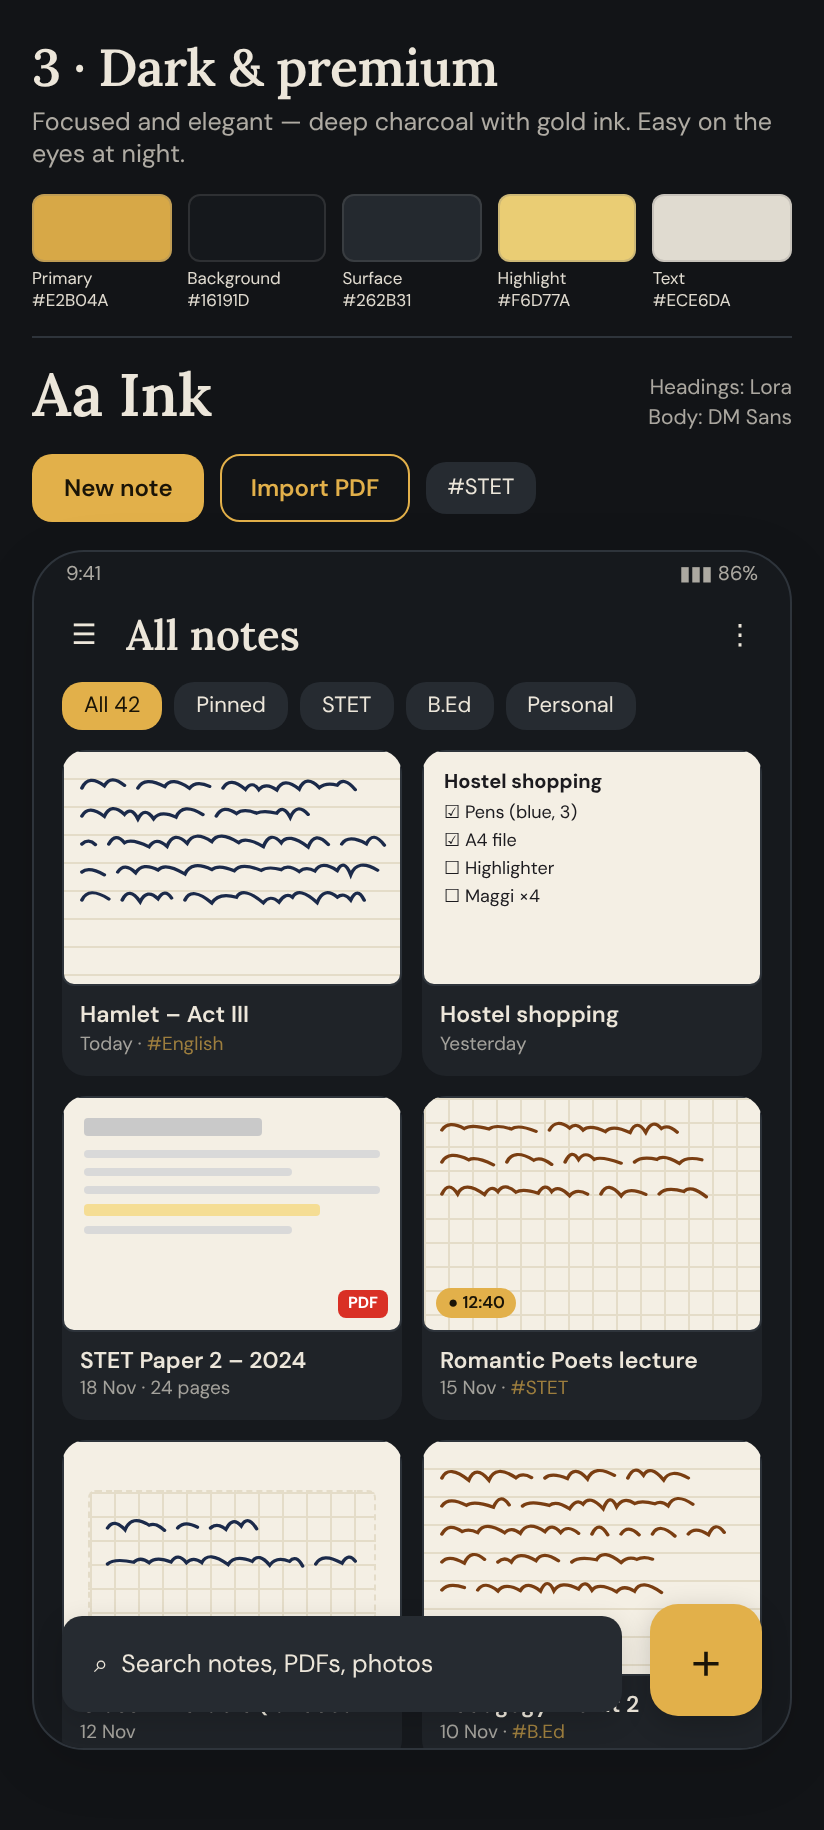 3 · Dark & premium
Focused and elegant — deep charcoal with gold ink. Easy on the
eyes at night.
Primary
#E2B04A
Background
#16191D
Surface
#262B31
Highlight
#F6D77A
Text
#ECE6DA
Aa Ink
Headings: Lora
Body: DM Sans
New note
Import PDF
#STET
9:41
86%
All notes
All 42
Pinned
STET
B.Ed
Personal
Hostel shopping
☑ Pens (blue, 3)
☑ A4 file
☐ Highlighter
☐ Maggi ×4
Hamlet – Act III
Today · #English
Hostel shopping
Yesterday
PDF
● 12:40
STET Paper 2 – 2024
18 Nov · 24 pages
Romantic Poets lecture
15 Nov · #STET
Search notes, PDFs, photos
+
2
12 Nov
10 Nov · #B.Ed